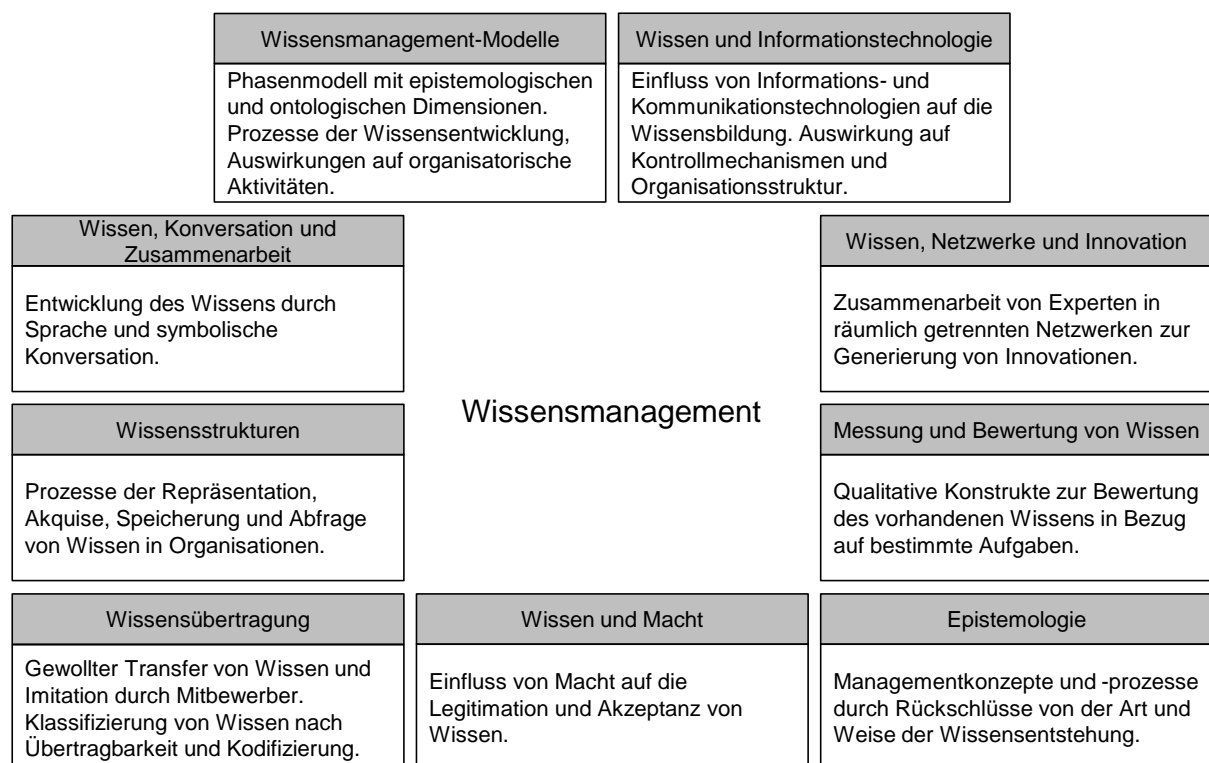 Wissensmanagement-Modelle
Phasenmodell mit epistemologischen
und ontologischen Dimensionen.
Prozesse der Wissensentwicklung,
Auswirkungen auf organisatorische
Aktivitäten.
Wissen und Informationstechnologie
Einfluss von Informations- und
Kommunikationstechnologien auf die
Wissensbildung. Auswirkung auf
Kontrollmechanismen und
Organisationsstruktur.
Wissen, Konversation und
Zusammenarbeit
Entwicklung des Wissens durch
Sprache und symbolische
Konversation.
Wissen, Netzwerke und Innovation
Zusammenarbeit von Experten in
räumlich getrennten Netzwerken zur
Generierung von Innovationen.
Wissensmanagement
Wissensstrukturen
Prozesse der Repräsentation,
Akquise, Speicherung und Abfrage
von Wissen in Organisationen.
Messung und Bewertung von Wissen
Qualitative Konstrukte zur Bewertung
des vorhandenen Wissens in Bezug
auf bestimmte Aufgaben.
Wissensübertragung
Gewollter Transfer von Wissen und
Imitation durch Mitbewerber.
Klassifizierung von Wissen nach
Übertragbarkeit und Kodifizierung.
Wissen und Macht
Einfluss von Macht auf die
Legitimation und Akzeptanz von
Wissen.
Epistemologie
Managementkonzepte und -prozesse
durch Rückschlüsse von der Art und
Weise der Wissensentstehung.